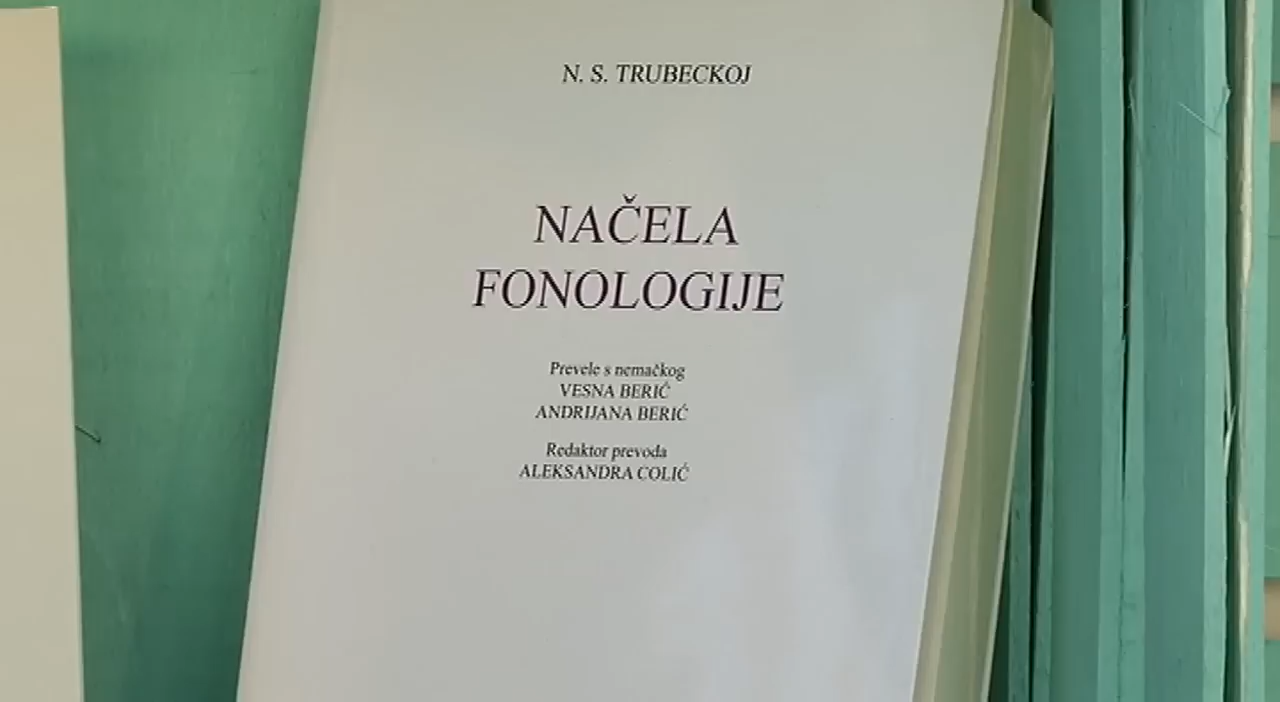 N. S. TRUBECKOJ
NAČELA
FONOLOGIJE
Prevele s nemačkog
VESNA BERIĆ
ANDRIJANA BERIĆ
Redaktor prevoda
ALEKSANDRA COLIĆ